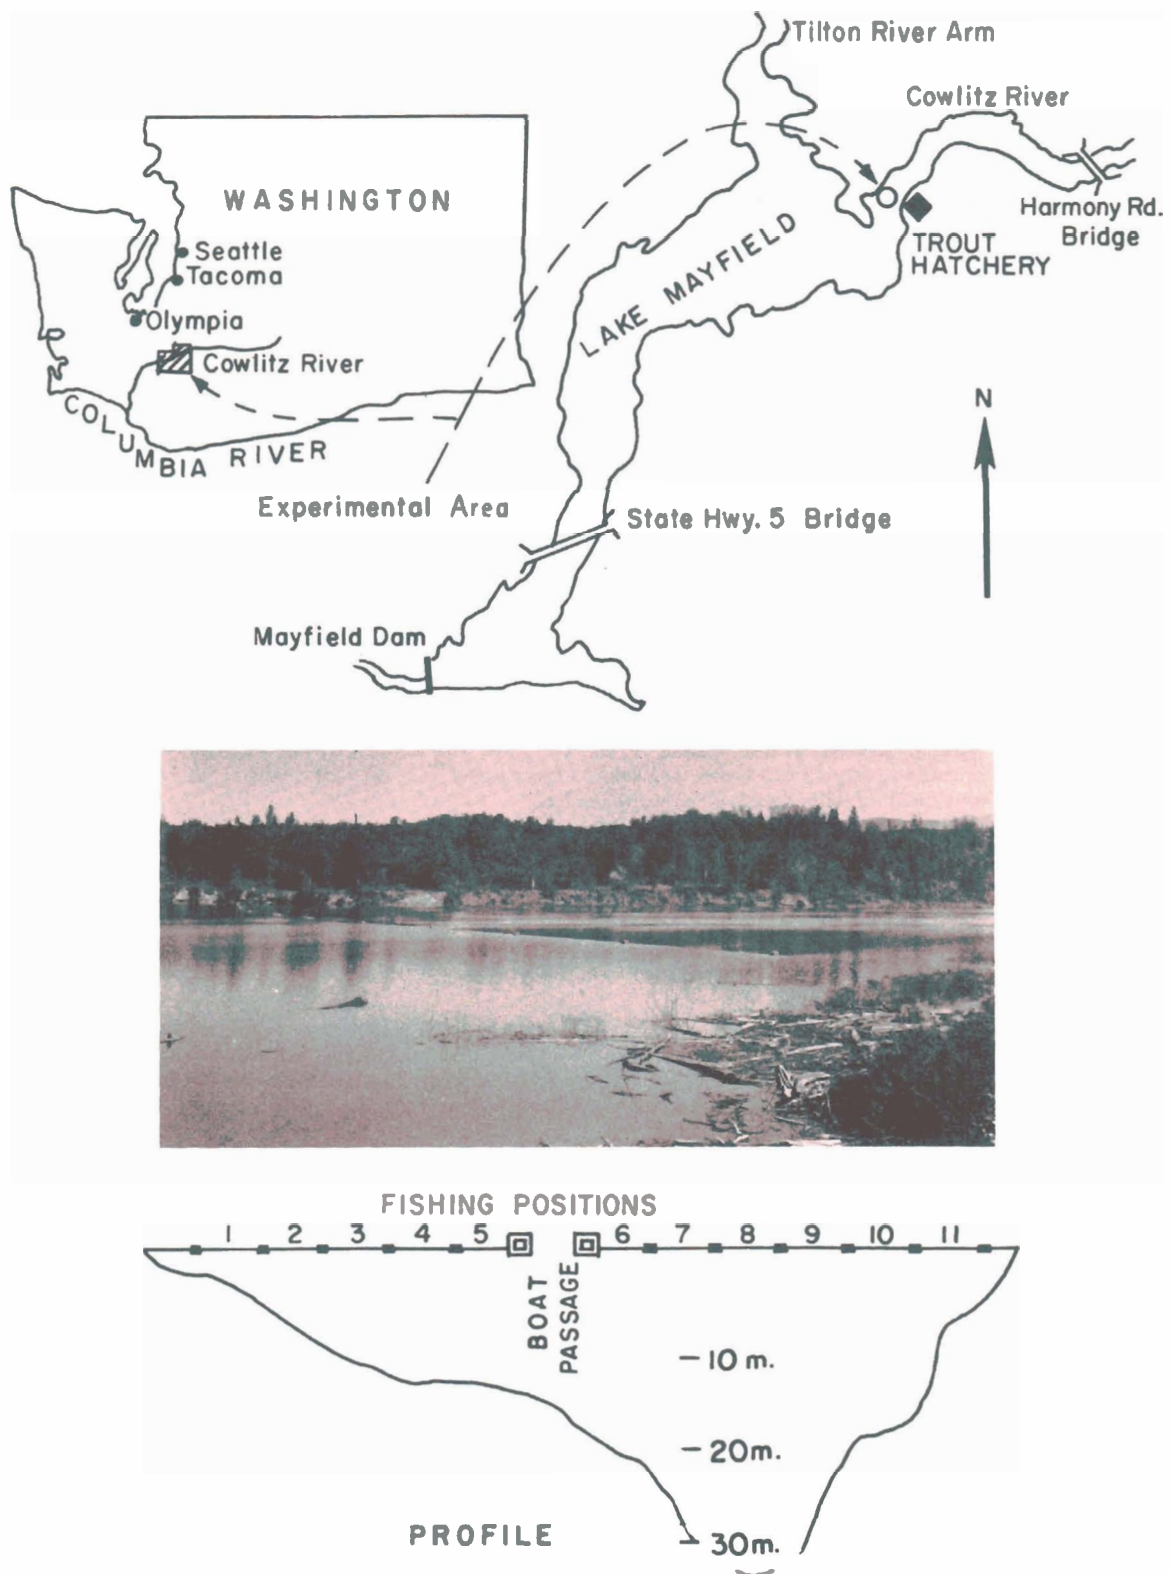 Tilton River Arm
Cowlitz River
WASHINGTON
Harmony Rd.
Bridge
Seattle
Tacoma
TROUT
HATCHERY
LAKE MAYFIELD
Olympia
Cowlitz River
COLUMBIA RIVER
N
Experimental Area
State Hwy. 5 Bridge
Mayfield Dam
FISHING POSITIONS
1 2 3 4 5 6 7 8 9 10 11
BOAT
PASSAGE
10 m.
20m.
30m.
PROFILE